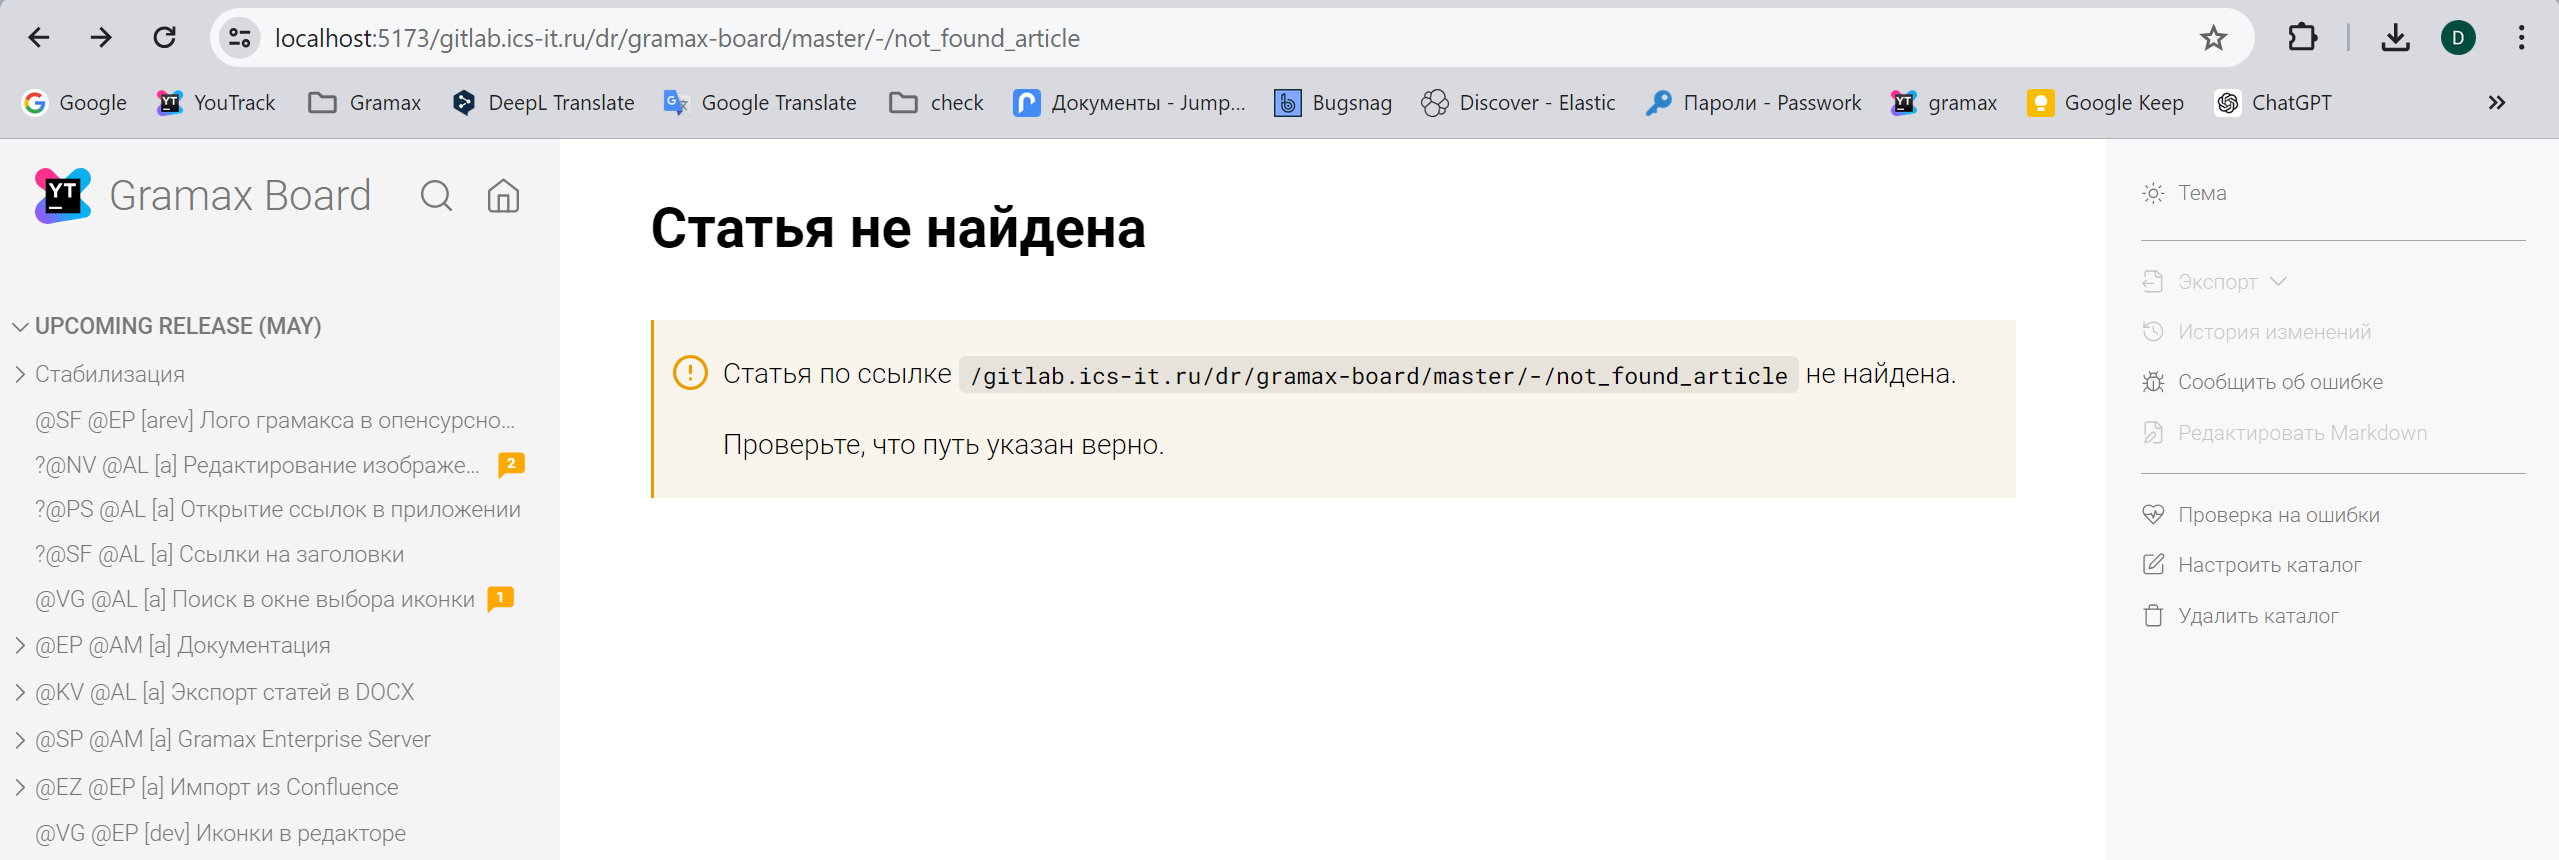 localhost:5173/gitlab.ics-it.ru/dr/gramax-board/master/-/not_found_article
D
Google
YouTrack
Gramax
DeepL Translate
Google Translate
check
Документы - Jump...
Bugsnag
Discover - Elastic
Пароли - Passwork
gramax
Google Keep
ChatGPT
YT Gramax Board
UPCOMING RELEASE (MAY)
Стабилизация
@SF @EP [arev] Лого грамакса в опенсурсно...
?@NV @AL [a] Редактирование изображе... 2
?@PS @AL [a] Открытие ссылок в приложении
?@SF @AL [a] Ссылки на заголовки
@VG @AL [a] Поиск в окне выбора иконки 1
@EP @AM [a] Документация
@KV @AL [a] Экспорт статей в DOCX
@SP @AM [a] Gramax Enterprise Server
@EZ @EP [a] Импорт из Confluence
@VG @EP [dev] Иконки в редакторе
Статья не найдена
Статья по ссылке /gitlab.ics-it.ru/dr/gramax-board/master/-/not_found_article не найдена.
Проверьте, что путь указан верно.
Тема
Экспорт
История изменений
Сообщить об ошибке
Редактировать Markdown
Проверка на ошибки
Настроить каталог
Удалить каталог